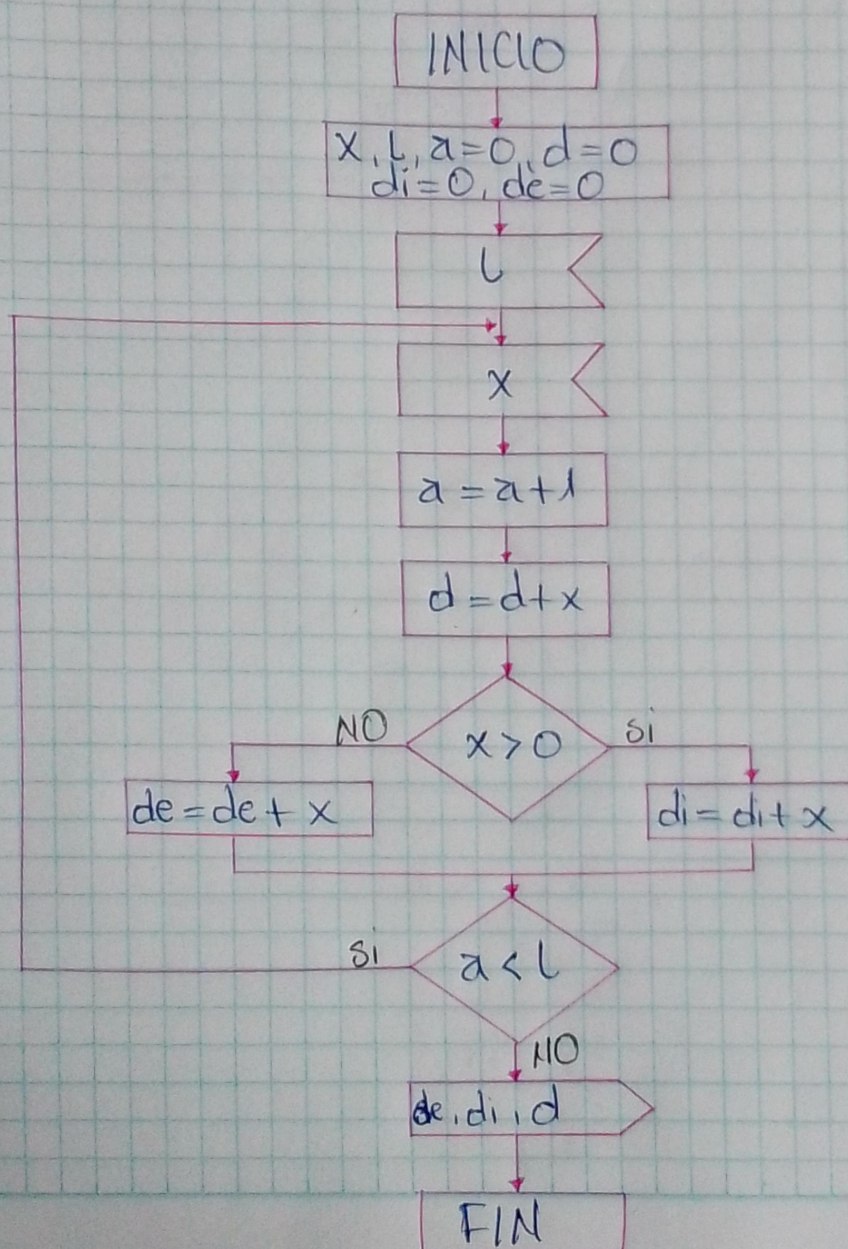 INICIO
x, l, a=0, d=0
di=0, de=0
l
x
a = a+1
d = d+x
x > 0
NO
Si
de = de + x
di = di + x
a < l
Si
NO
de, di, d
FIN